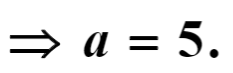 ⇒ a = 5.